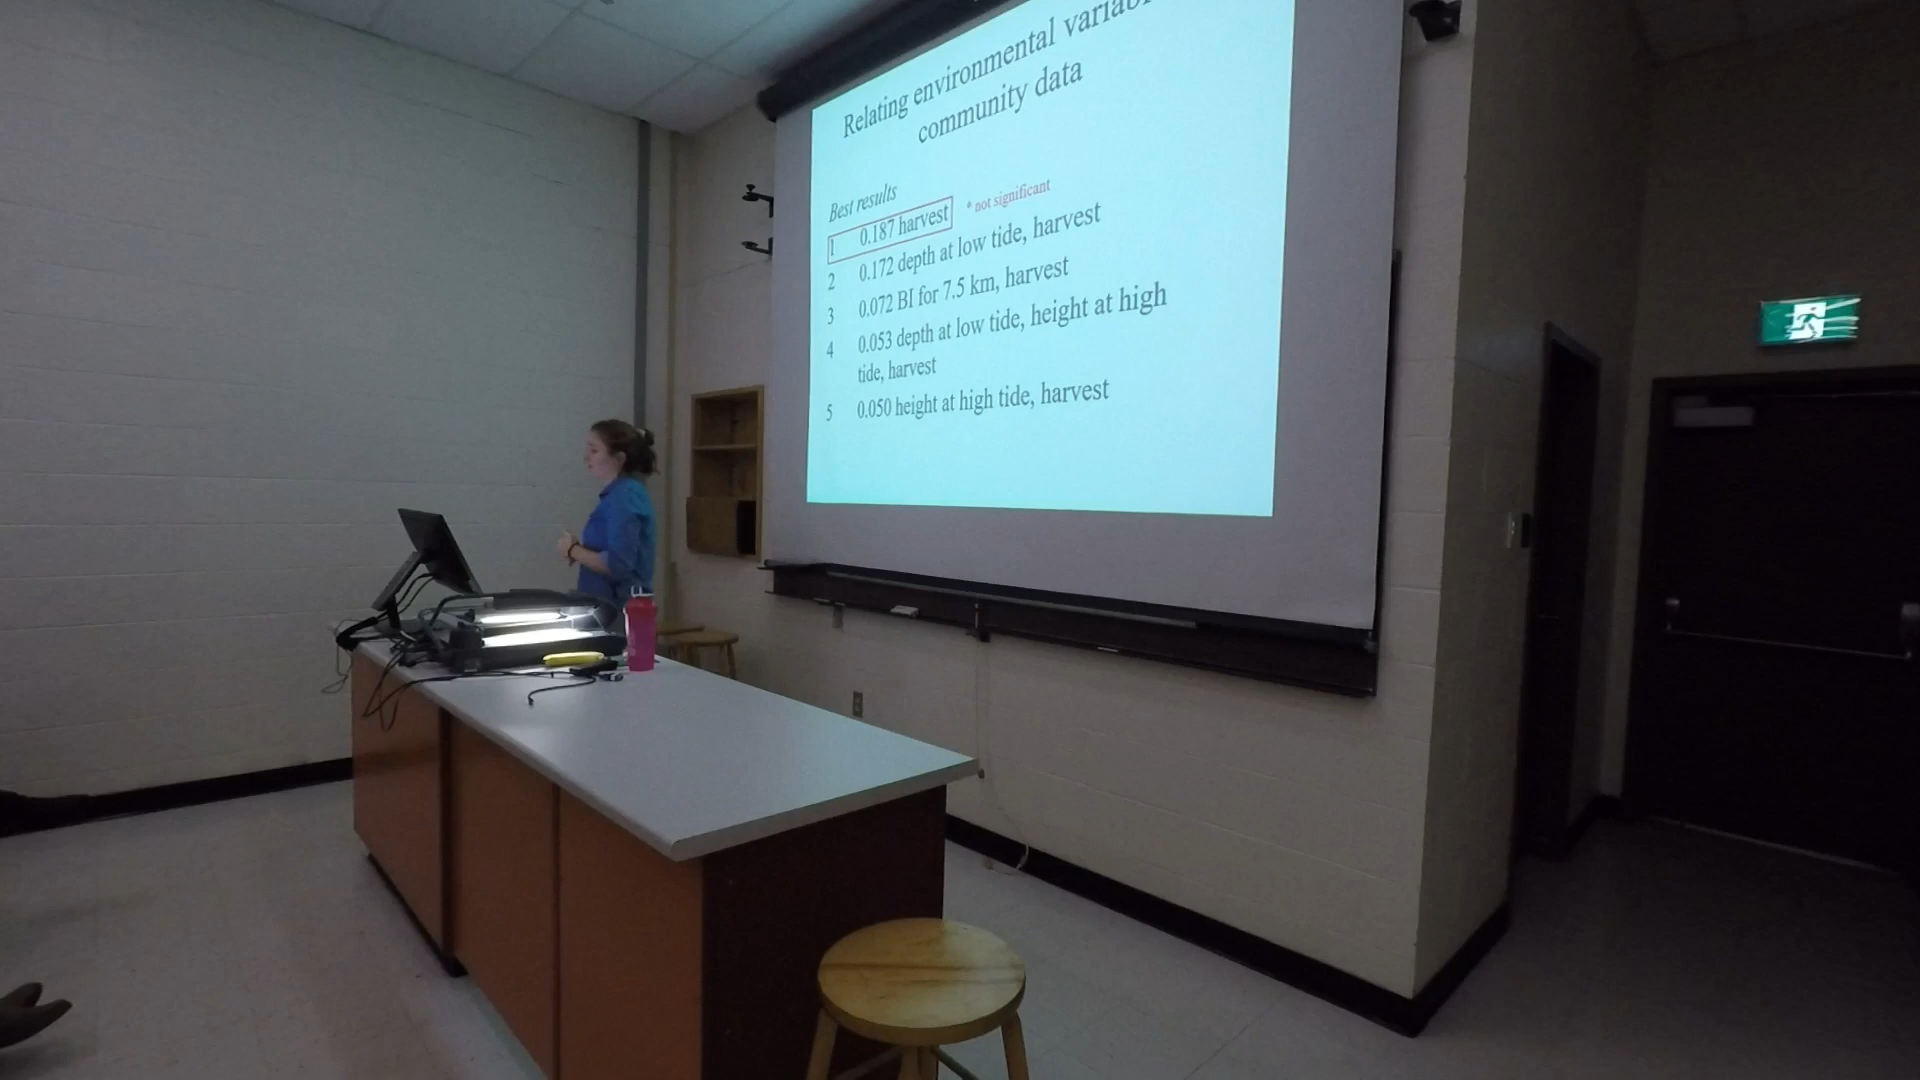 Relating environmental
community data
Best results
1 0.187 harvest * not significant
2 0.172 depth at low tide, harvest
3 0.072 BI for 7.5 km, harvest
4 0.053 depth at low tide, height at high
tide, harvest
5 0.050 height at high tide, harvest